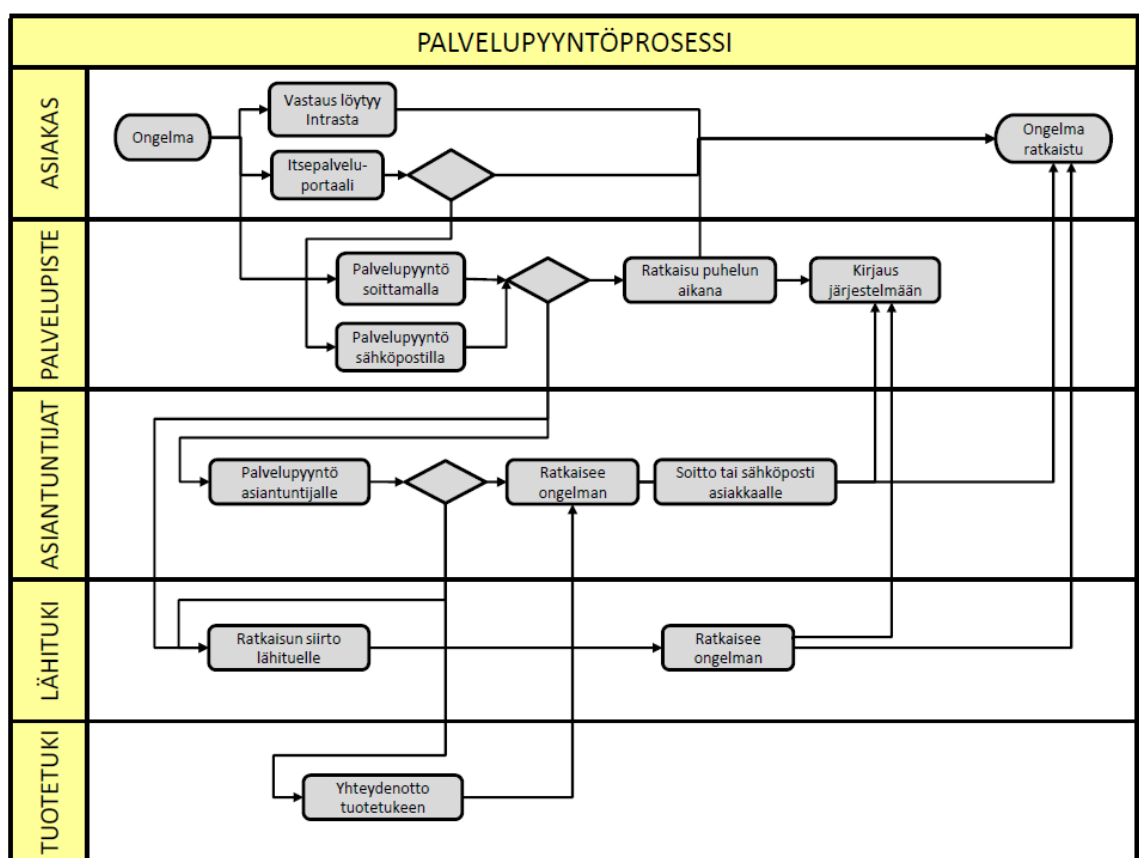 PALVELUPYYNTÖPROSESSI
ASIAKAS
Ongelma
Vastaus löytyy
Intrasta
Itsepalvelu-
portaali
Ongelma
ratkaistu
PALVELUPISTE
Palvelupyyntö
soittamalla
Palvelupyyntö
sähköpostilla
Ratkaisu puhelun
aikana
Kirjaus
järjestelmään
ASIANTUNTIJAT
Palvelupyyntö
asiantuntijalle
Ratkaisee
ongelman
Soitto tai sähköposti
asiakkaalle
LÄHITUKI
Ratkaisun siirto
lähituelle
Ratkaisee
ongelman
TUOTETUKI
Yhteydenotto
tuotetukeen